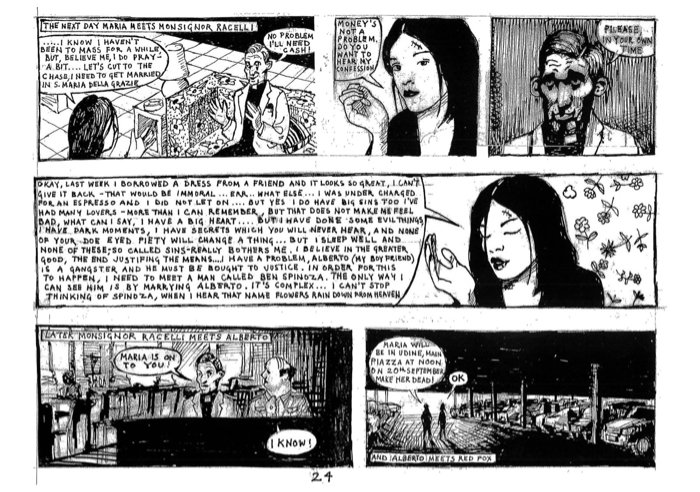 THE NEXT DAY MARIA MEETS MONSIGNOR RACELLI
.....I KNOW I HAVEN'T
BEEN TO MASS FOR A WHILE
BUT, BELIEVE ME, I DO PRAY-
A BIT.... LET'S CUT TO THE
CHASE, I NEED TO GET MARRIED
IN S. MARIA DELLA GRAZIE
NO PROBLEM
I'LL NEED
CASH!
MONEY'S
NOT A
PROBLEM.
DO YOU
WANT TO
HEAR MY
CONFESSION
PLEASE,
IN YOUR OWN
TIME
OKAY, LAST WEEK I BORROWED A DRESS FROM A FRIEND AND IT LOOKS SO GREAT, I CAN'T
GIVE IT BACK - THAT WOULD BE IMMORAL... ERR.. WHAT ELSE.... I WAS UNDER CHARGED
FOR AN ESPRESSO AND I DID NOT LET ON.... BUT YES I DO HAVE BIG SINS TOO I'VE
HAD MANY LOVERS - MORE THAN I CAN REMEMBER, BUT THAT DOES NOT MAKE ME FEEL
BAD, WHAT CAN I SAY, I HAVE A BIG HEART.... BUT I HAVE DONE SOME EVIL THINGS,
I HAVE DARK MOMENTS, I HAVE SECRETS WHICH YOU WILL NEVER HEAR, AND NONE
OF YOUR DOE EYED PIETY WILL CHANGE A THING... BUT I SLEEP WELL AND
NONE OF THESE, SO CALLED SINS- REALLY BOTHERS ME. I BELIEVE IN THE GREATER
GOOD, THE END JUSTIFYING THE MEANS...) I HAVE A PROBLEM, ALBERTO (MY BOY FRIEND)
IS A GANGSTER AND HE MUST BE BOUGHT TO JUSTICE. IN ORDER FOR THIS
TO HAPPEN, I NEED TO MEET A MAN CALLED BEN SPINOZA, THE ONLY WAY I
CAN SEE HIM IS BY MARRYING ALBERTO. IT'S COMPLEX... I CAN'T STOP
THINKING OF SPINOZA, WHEN I HEAR THAT NAME FLOWERS RAIN DOWN FROM HEAVEN
LATER MONSIGNOR RACELLI MEETS ALBERTO
MARIA IS ON
TO YOU!
I KNOW!
MARIA WILL
BE IN UDINE, MAIN
PIAZZA AT NOON
ON 20TH SEPTEMBER
MAKE HER DEAD!
OK
AND ALBERTO MEETS RED FOX
24